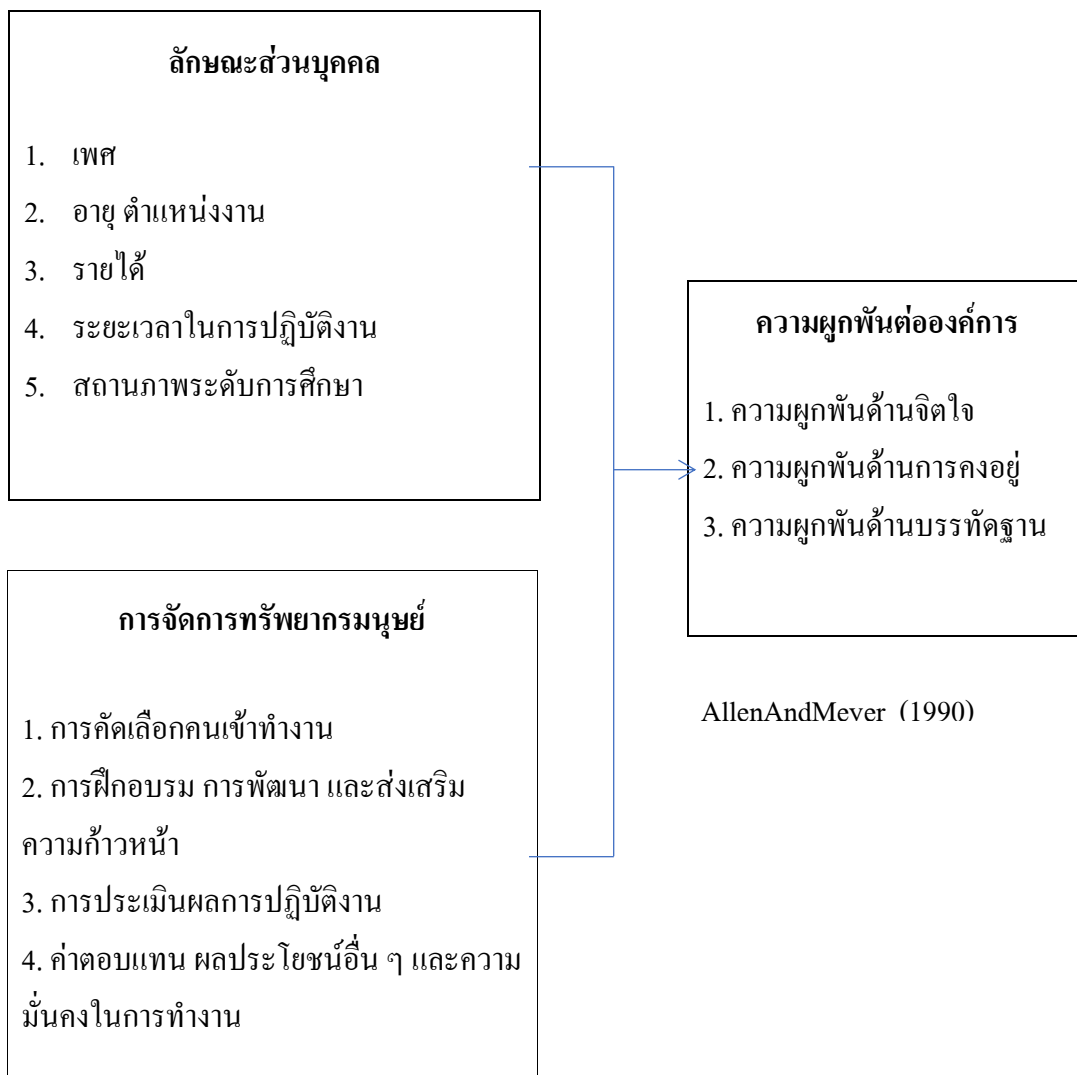 ลักษณะส่วนบุคคล
1. เพศ
2. อายุ ตำแหน่งงาน
3. รายได้
4. ระยะเวลาในการปฏิบัติงาน
5. สถานภาพระดับการศึกษา
ความผูกพันต่อองค์การ
1. ความผูกพันด้านจิตใจ
2. ความผูกพันด้านการคงอยู่
3. ความผูกพันด้านบรรทัดฐาน
AllenAndMever (1990)
การจัดการทรัพยากรมนุษย์
1. การคัดเลือกคนเข้าทำงาน
2. การฝึกอบรม การพัฒนา และส่งเสริม
ความก้าวหน้า
3. การประเมินผลการปฏิบัติงาน
4. ค่าตอบแทน ผลประโยชน์อื่น ๆ และความ
มั่นคงในการทำงาน